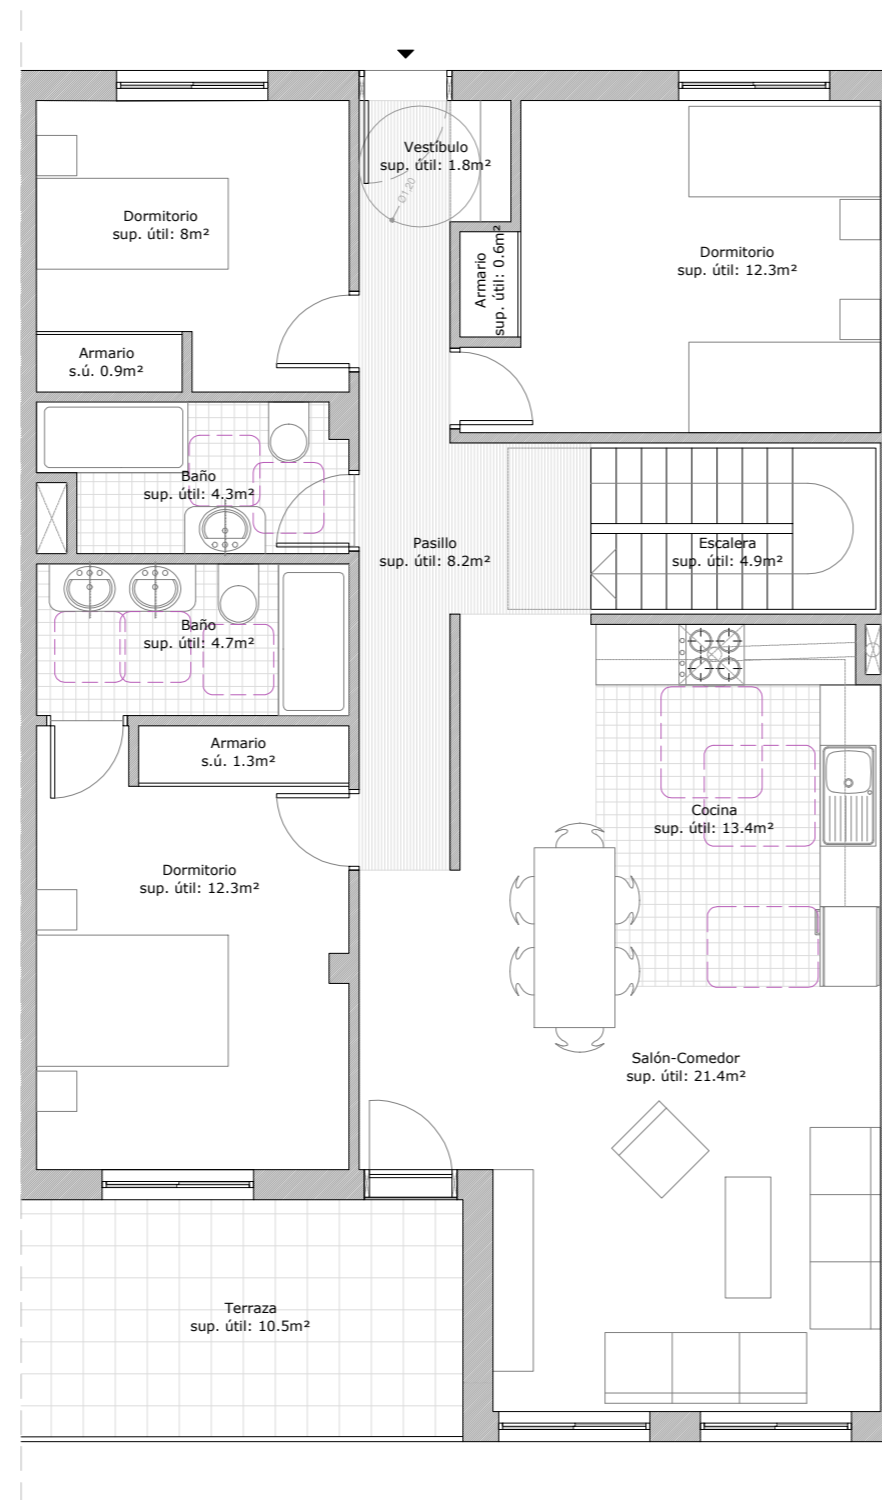 Vestíbulo
sup. útil: 1.8m²
Ø1.20
Dormitorio
sup. útil: 8m²
Armario
sup. útil: 0.6m²
Dormitorio
sup. útil: 12.3m²
Armario
s.ú. 0.9m²
Baño
sup. útil: 4.3m²
Pasillo
sup. útil: 8.2m²
Escalera
sup. útil: 4.9m²
Baño
sup. útil: 4.7m²
Armario
s.ú. 1.3m²
Cocina
sup. útil: 13.4m²
Dormitorio
sup. útil: 12.3m²
Salón-Comedor
sup. útil: 21.4m²
Terraza
sup. útil: 10.5m²